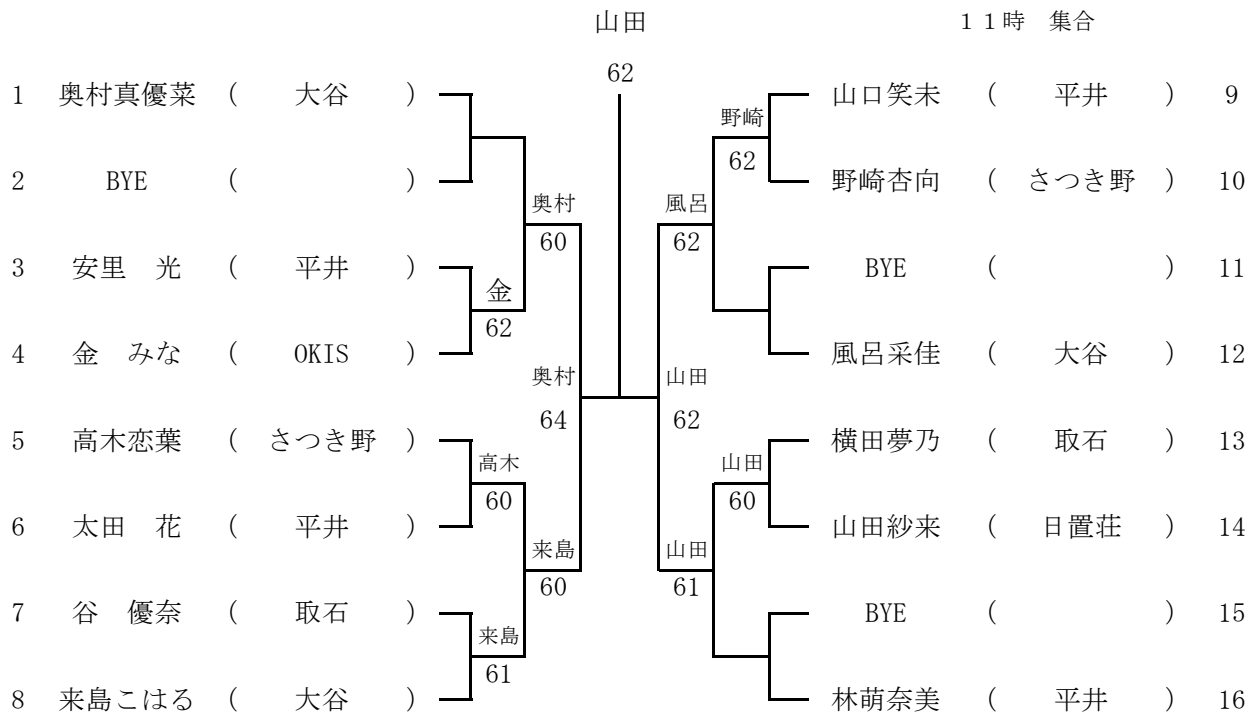 山田 １１時　集合
62
1 奥村真優菜 ( 大谷 ) 山口笑未 ( 平井 ) 9
野崎
62
2 BYE ( ) 野崎杏向 ( さつき野 ) 10
奥村 風呂
60 62
3 安里　光 ( 平井 ) BYE ( ) 11
金
62
4 金　みな ( OKIS ) 風呂采佳 ( 大谷 ) 12
奥村 山田
64 62
5 高木恋葉 ( さつき野 ) 横田夢乃 ( 取石 ) 13
高木 山田
60 60
6 太田　花 ( 平井 ) 山田紗来 ( 日置荘 ) 14
来島 山田
60 61
7 谷　優奈 ( 取石 ) BYE ( ) 15
来島
61
8 来島こはる ( 大谷 ) 林萌奈美 ( 平井 ) 16